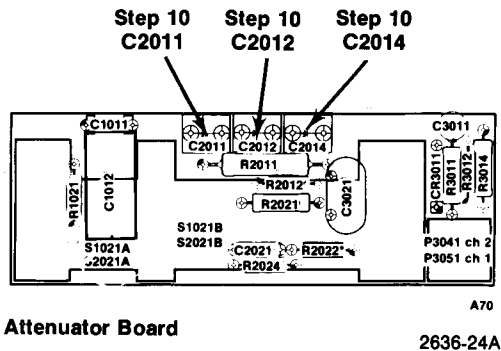 Step 10 Step 10 Step 10
C2011 C2012 C2014
C1011 C2011 C2012 C2014 C3011
R2011
R1021 C1012 R2012 C3021 CR3011 R3011 R3012 R3014
R2021
S1021B
S2021B
S1021A C2021 R2022* P3041 ch 2
S2021A R2024 P3051 ch 1
A70
Attenuator Board
2636-24A